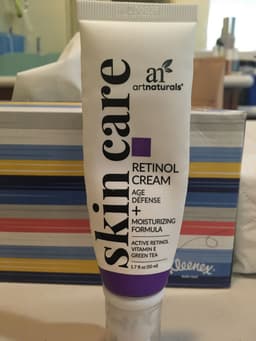 an
artnaturals®
skin care
RETINOL
CREAM
AGE
DEFENSE
+
MOISTURIZING
FORMULA
ACTIVE RETINOL
VITAMIN E
GREEN TEA
1.7 fl oz (50 ml)
Kleenex